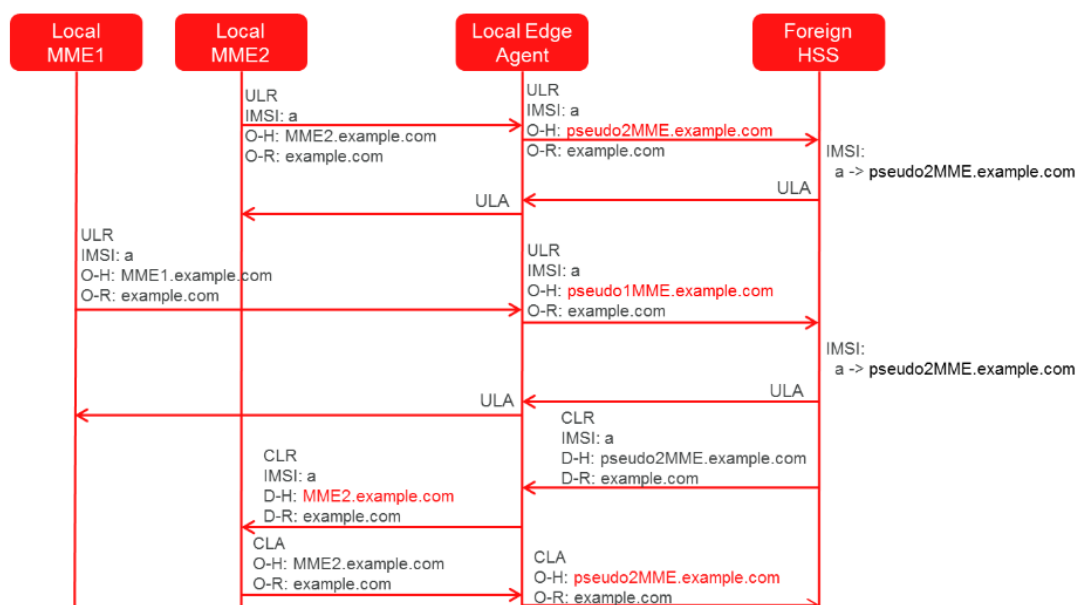 Local
MME1
Local
MME2
Local Edge
Agent
Foreign
HSS
ULR
IMSI: a
O-H: MME2.example.com
O-R: example.com
ULR
IMSI: a
O-H: pseudo2MME.example.com
O-R: example.com
IMSI:
a -> pseudo2MME.example.com
ULA
ULA
ULR
IMSI: a
O-H: MME1.example.com
O-R: example.com
ULR
IMSI: a
O-H: pseudo1MME.example.com
O-R: example.com
IMSI:
a -> pseudo2MME.example.com
ULA
ULA
CLR
IMSI: a
D-H: pseudo2MME.example.com
D-R: example.com
CLR
IMSI: a
D-H: MME2.example.com
D-R: example.com
CLA
O-H: MME2.example.com
O-R: example.com
CLA
O-H: pseudo2MME.example.com
O-R: example.com